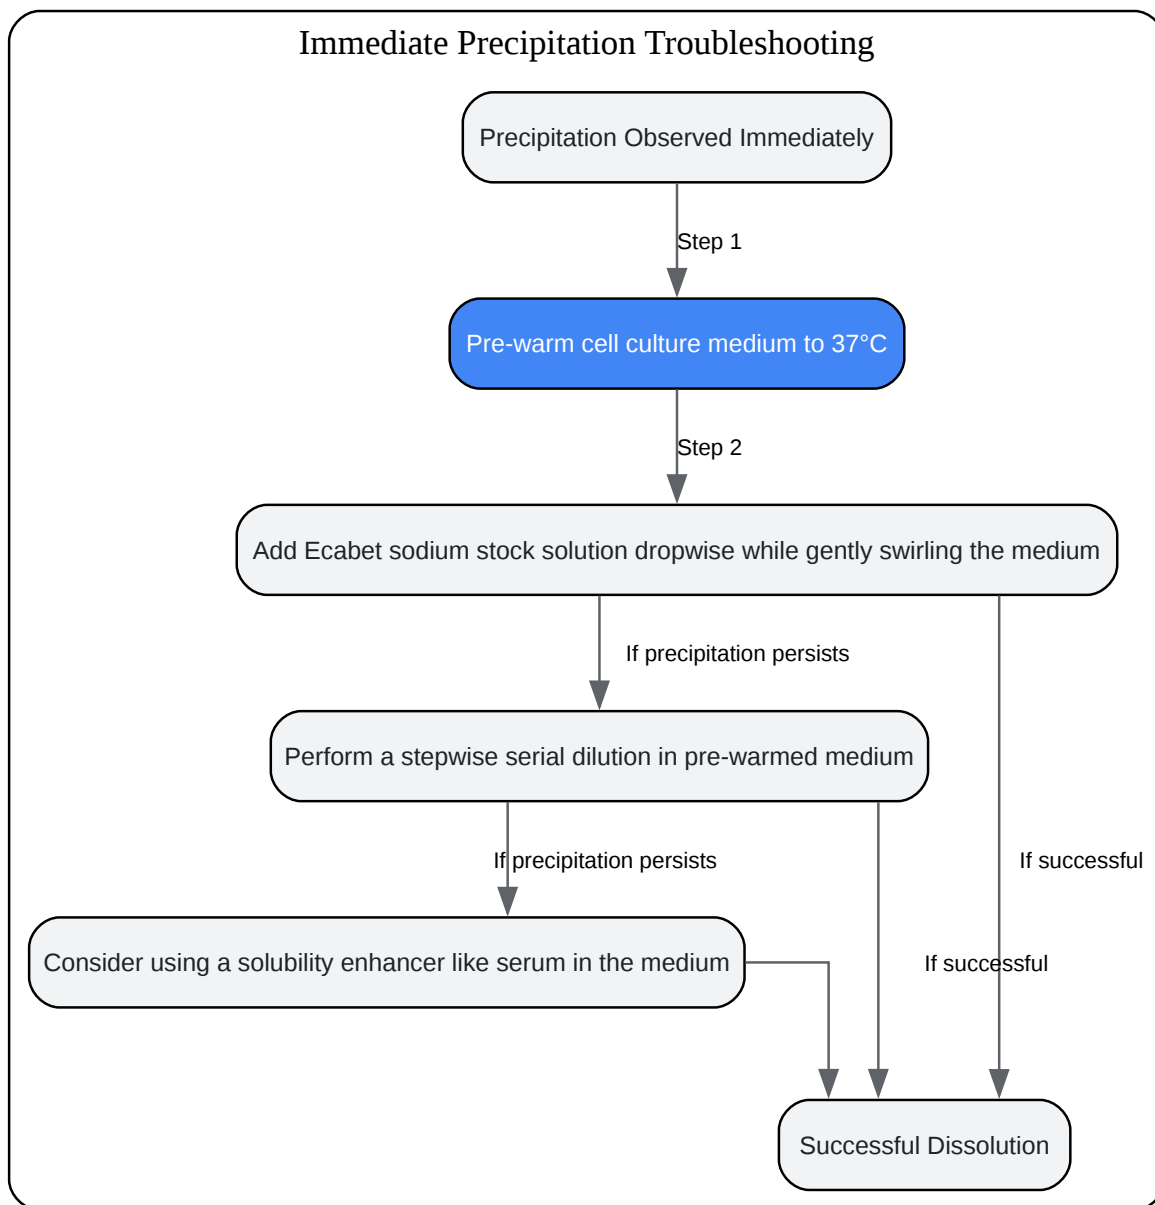 Immediate Precipitation Troubleshooting
Precipitation Observed Immediately
Step 1
Pre-warm cell culture medium to 37°C
Step 2
Add Ecabet sodium stock solution dropwise while gently swirling the medium
If precipitation persists
Perform a stepwise serial dilution in pre-warmed medium
If precipitation persists
If successful
Consider using a solubility enhancer like serum in the medium
If successful
Successful Dissolution